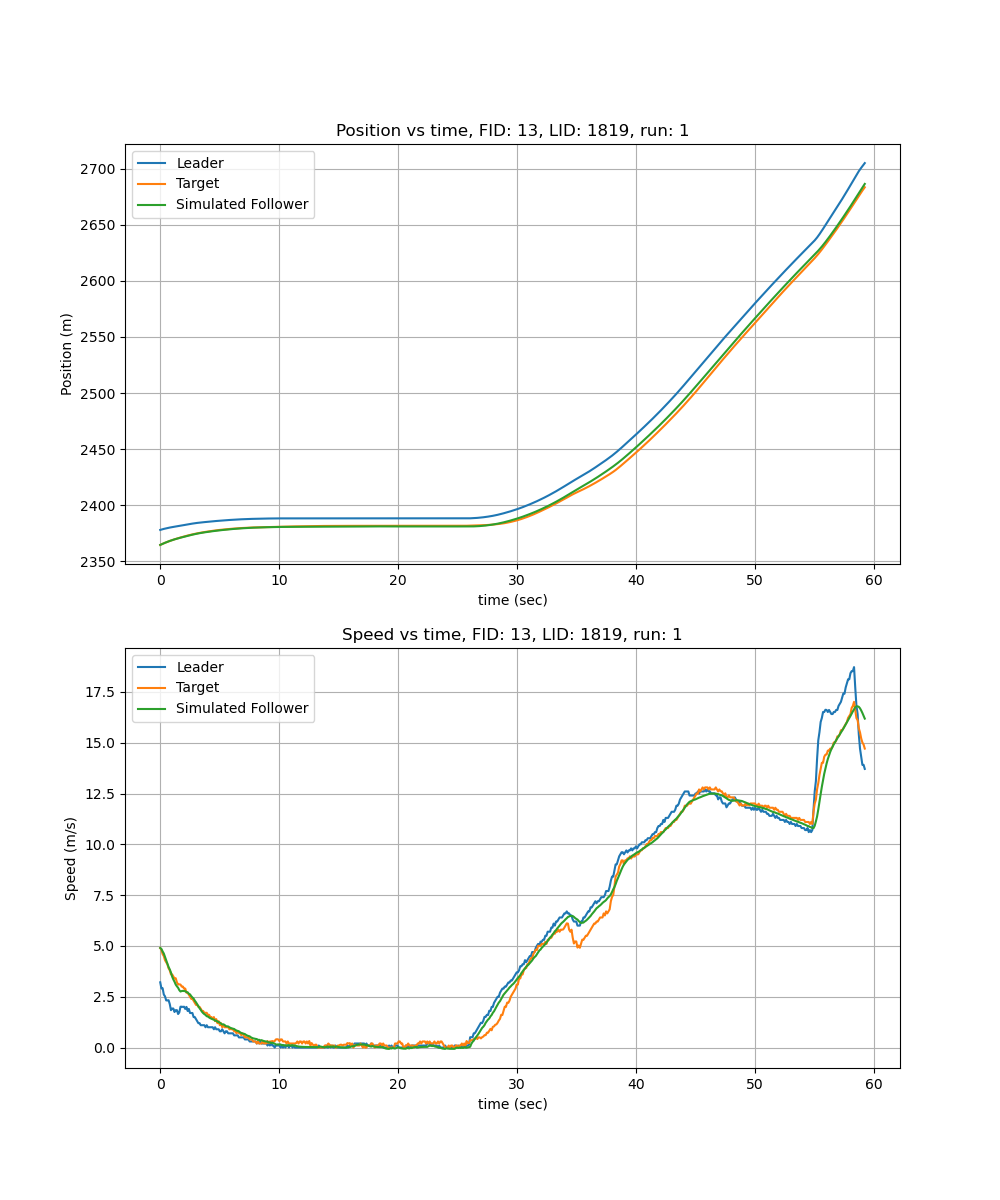 Position vs time, FID: 13, LID: 1819, run: 1
Leader
Target
Simulated Follower
2700
2650
2600
2550
2500
2450
2400
2350
Position (m)
0 10 20 30 40 50 60
time (sec)
Speed vs time, FID: 13, LID: 1819, run: 1
Leader
Target
Simulated Follower
17.5
15.0
12.5
10.0
7.5
5.0
2.5
0.0
Speed (m/s)
0 10 20 30 40 50 60
time (sec)